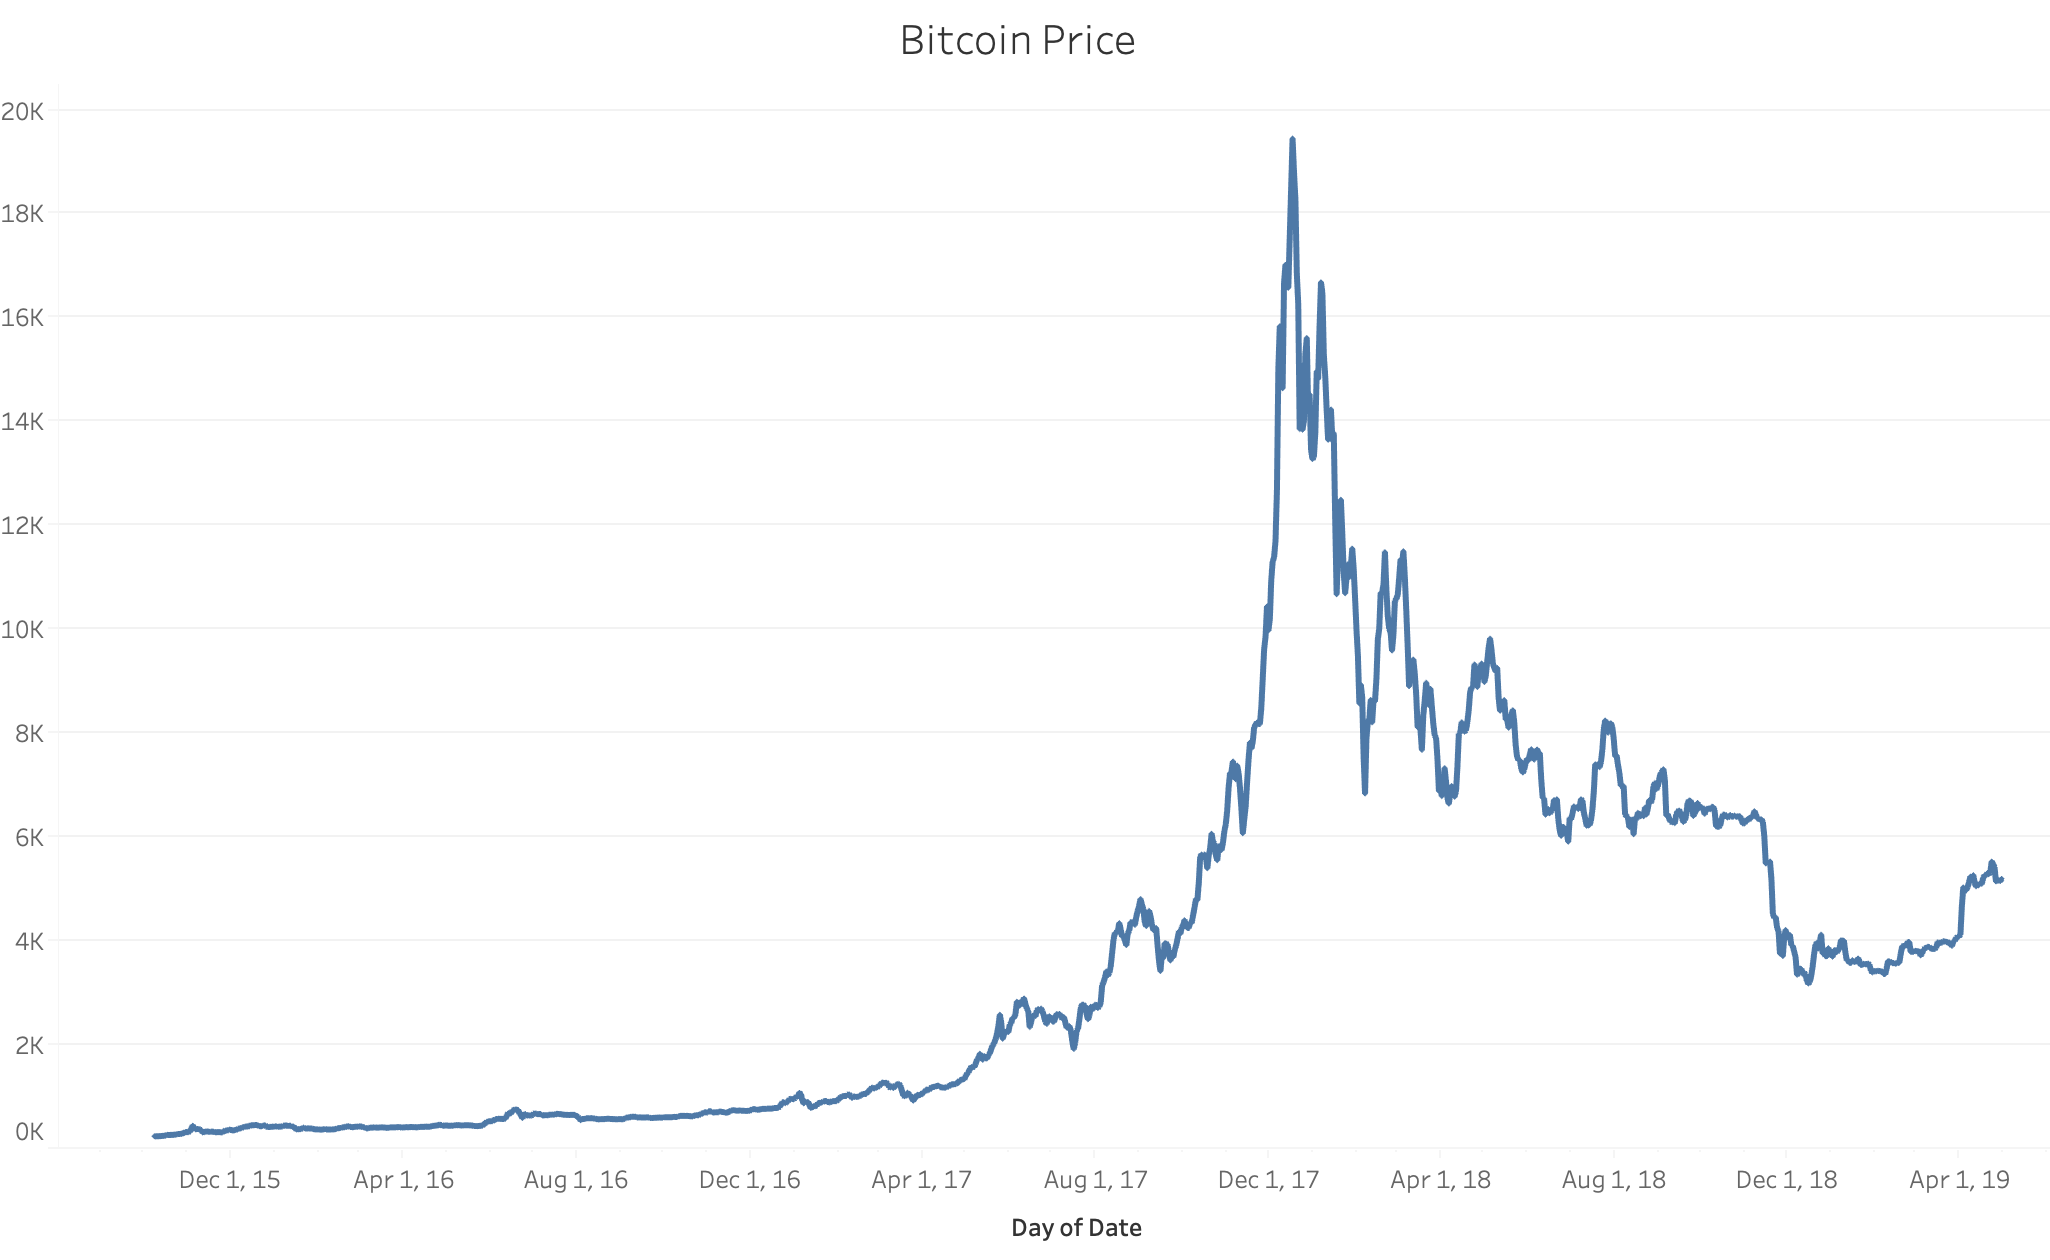 Bitcoin Price
20K
18K
16K
14K
12K
10K
8K
6K
4K
2K
0K
Dec 1, 15 Apr 1, 16 Aug 1, 16 Dec 1, 16 Apr 1, 17 Aug 1, 17 Dec 1, 17 Apr 1, 18 Aug 1, 18 Dec 1, 18 Apr 1, 19
Day of Date